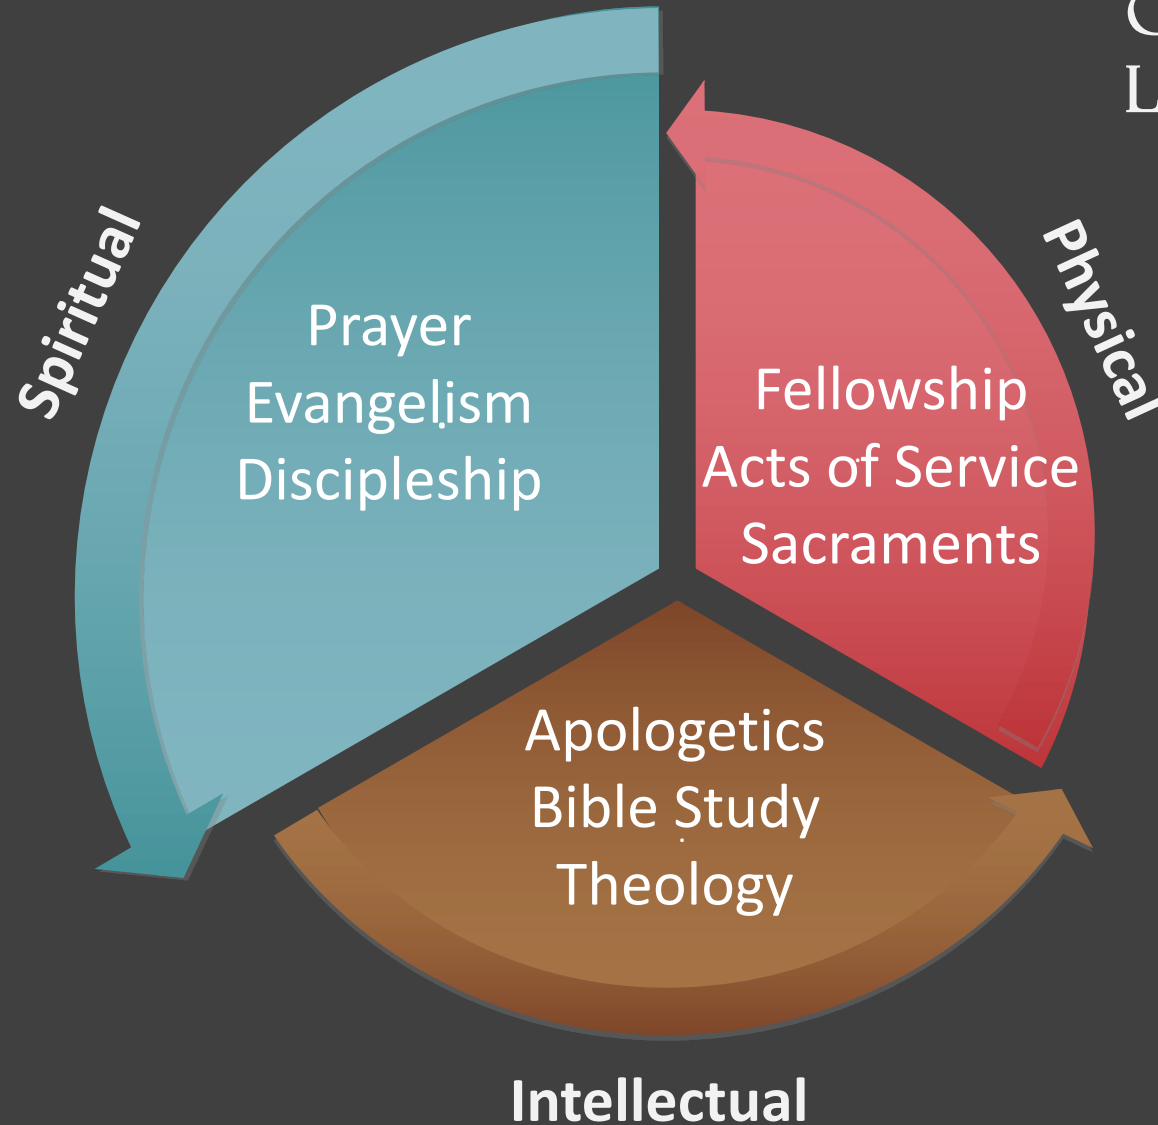 L
Spiritual
Prayer
Evangelism
Discipleship
Physical
Fellowship
Acts of Service
Sacraments
Apologetics
Bible Study
Theology
Intellectual